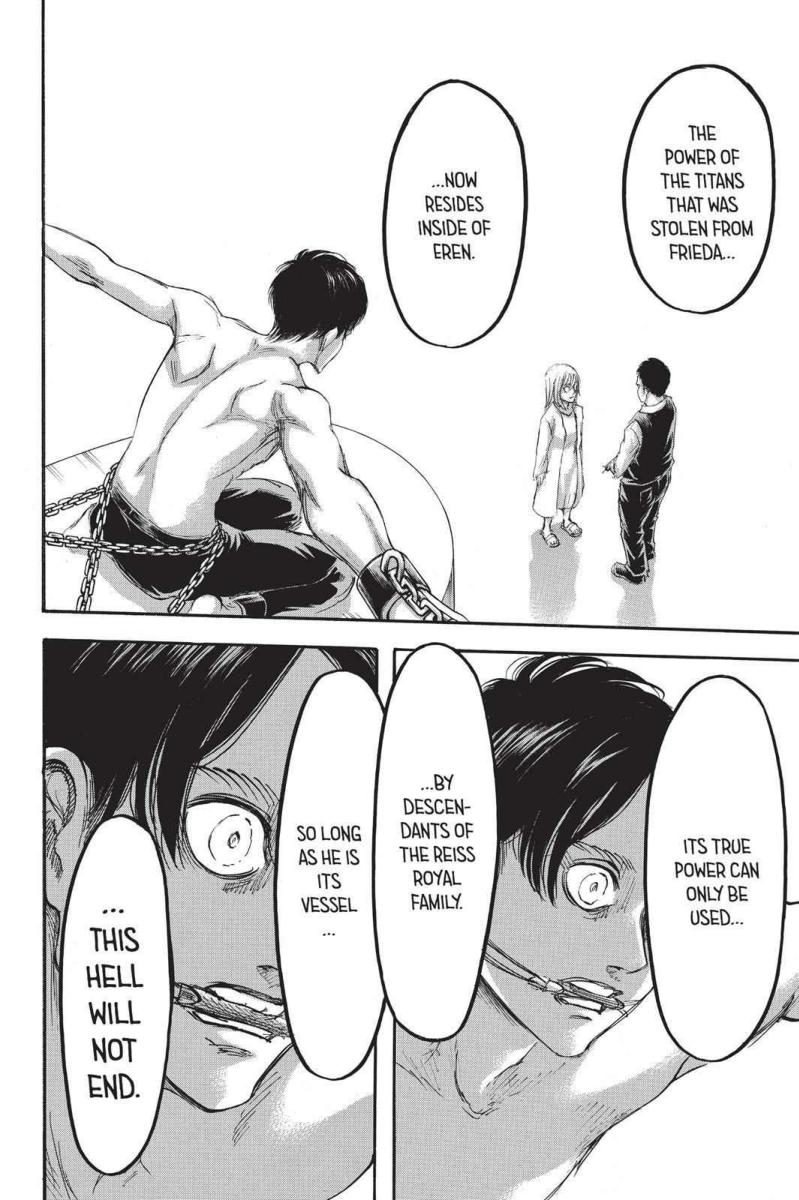 THE
POWER OF
THE TITANS
THAT WAS
STOLEN FROM
FRIEDA...
...NOW
RESIDES
INSIDE OF
EREN.
ITS TRUE
POWER CAN
ONLY BE
USED...
...BY
DESCEN-
DANTS OF
THE REISS
ROYAL
FAMILY.
SO LONG
AS HE IS
ITS
VESSEL
...
...
THIS
HELL
WILL
NOT
END.